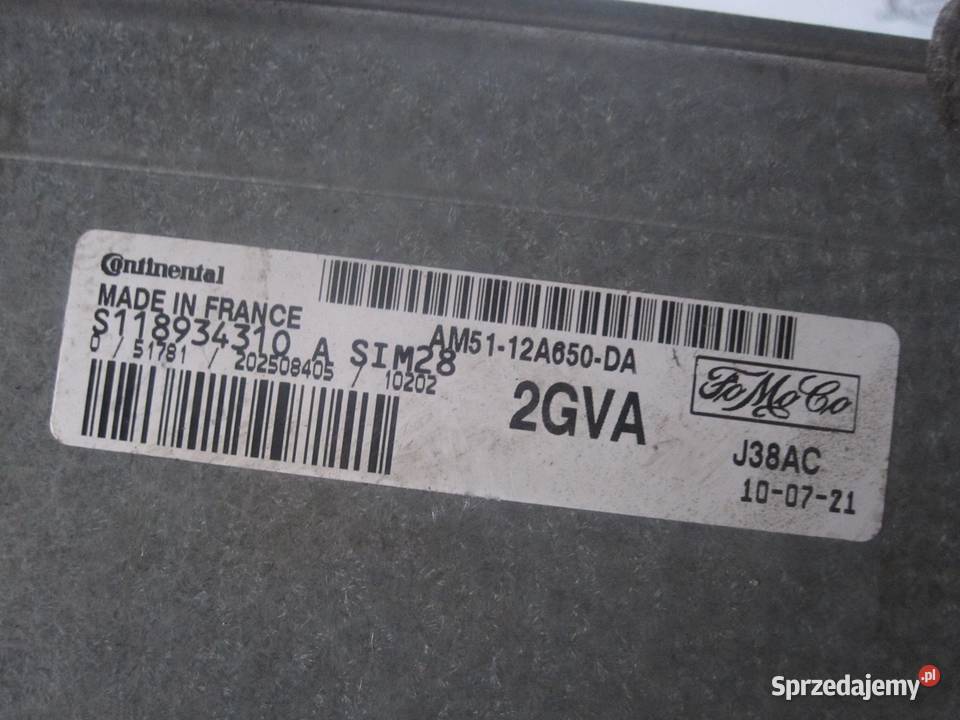 Continental
MADE IN FRANCE
S118934310 A SIM28
0 / 51781 / 202508405 / 10202
AM51-12A650-DA
2GVA
FoMoCo
J38AC
10-07-21
Sprzedajemy.pl